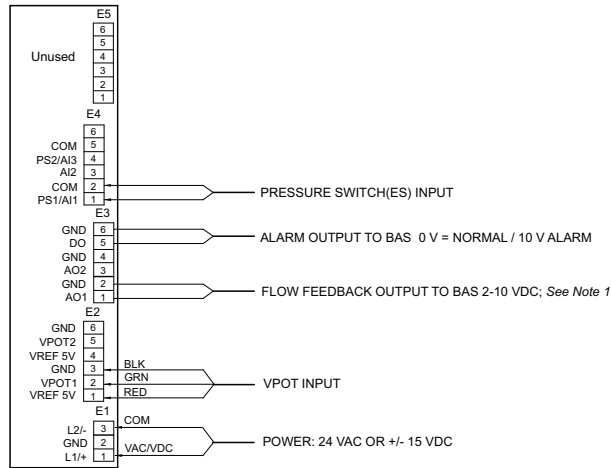 E5
6
5
Unused 4
3
2
1
E4
6
COM 5
PS2/AI3 4
AI2 3
COM 2
PS1/AI1 1 PRESSURE SWITCH(ES) INPUT
E3
GND 6
DO 5 ALARM OUTPUT TO BAS 0 V = NORMAL / 10 V ALARM
GND 4
AO2 3
GND 2
AO1 1 FLOW FEEDBACK OUTPUT TO BAS 2-10 VDC; See Note 1
E2
GND 6
VPOT2 5
VREF 5V 4
GND 3 BLK
VPOT1 2 GRN VPOT INPUT
VREF 5V 1 RED
E1
L2/- 3 COM
GND 2 POWER: 24 VAC OR +/- 15 VDC
L1/+ 1 VAC/VDC